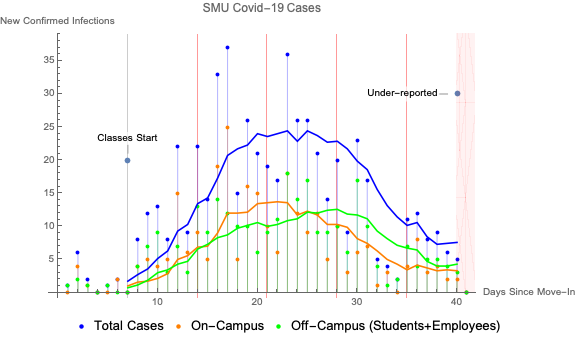 SMU Covid-19 Cases
New Confirmed Infections
35
30
25
20
15
10
5
Under-reported
Classes Start
10
20
30
40
Days Since Move-In
Total Cases
On-Campus
Off-Campus (Students+Employees)